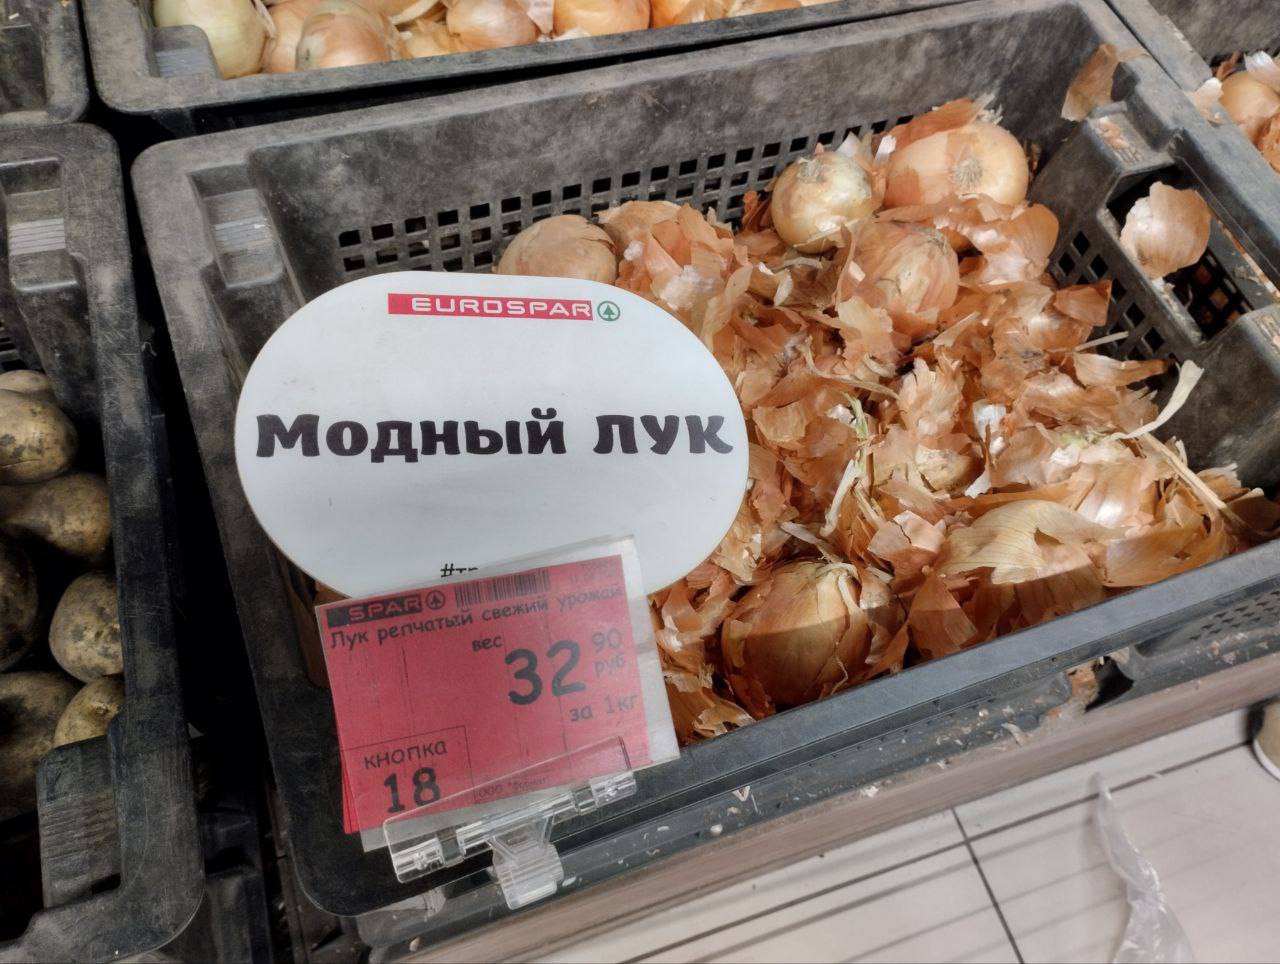 EUROSPAR
Модный лук
SPAR
Лук репчатый свежий урожай
вес
32 90
руб
за 1кг
кнопка
18